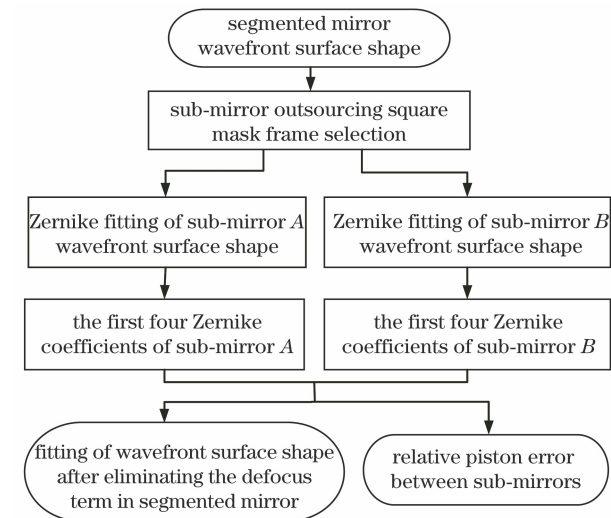 segmented mirror
wavefront surface shape
sub-mirror outsourcing square
mask frame selection
Zernike fitting of sub-mirror A
wavefront surface shape
Zernike fitting of sub-mirror B
wavefront surface shape
the first four Zernike
coefficients of sub-mirror A
the first four Zernike
coefficients of sub-mirror B
fitting of wavefront surface shape
after eliminating the defocus
term in segmented mirror
relative piston error
between sub-mirrors